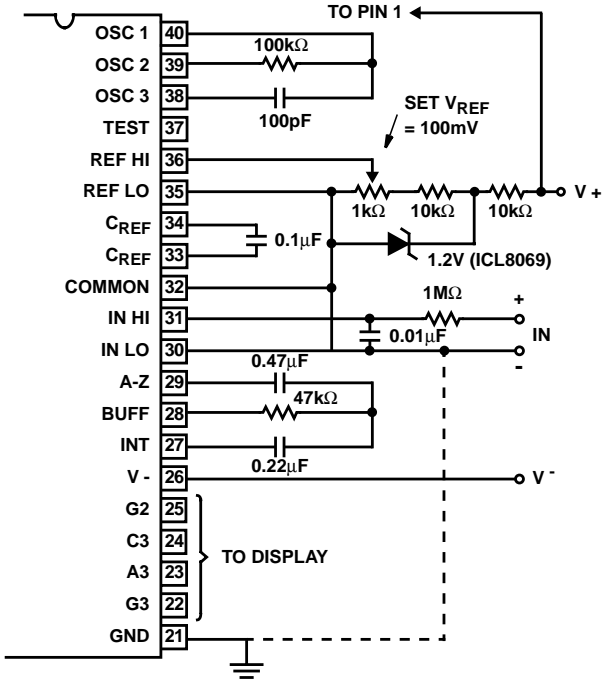 TO PIN 1
OSC 1 40
100kΩ
OSC 2 39
OSC 3 38
100pF
SET VREF
= 100mV
TEST 37
REF HI 36
REF LO 35
1kΩ 10kΩ 10kΩ
V +
CREF 34
0.1µF
CREF 33
1.2V (ICL8069)
COMMON 32
1MΩ
IN HI 31
+
0.01µF
IN
IN LO 30
-
0.47µF
A-Z 29
47kΩ
BUFF 28
INT 27
0.22µF
V - 26
V -
G2 25
C3 24
TO DISPLAY
A3 23
G3 22
GND 21